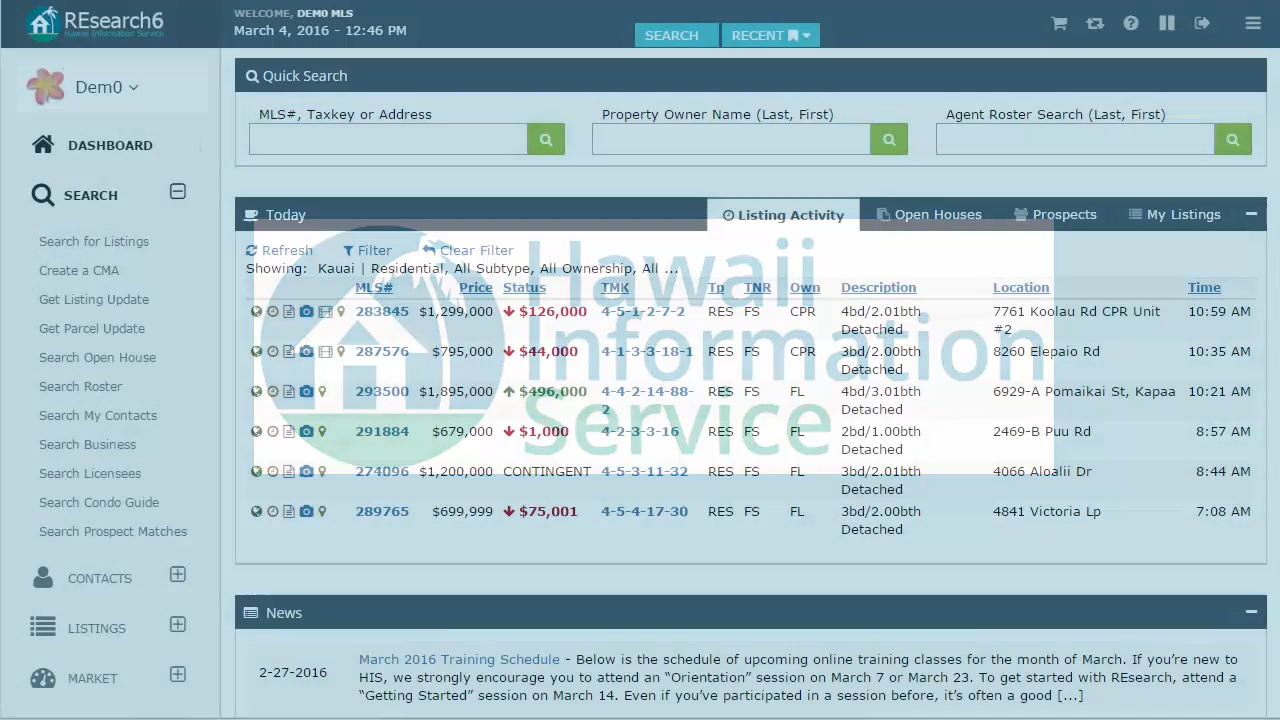 REsearch6
Hawaii Information Service
WELCOME, DEM0 MLS
March 4, 2016 - 12:46 PM
SEARCH
RECENT
Dem0
DASHBOARD
SEARCH
Search for Listings
Create a CMA
Get Listing Update
Get Parcel Update
Search Open House
Search Roster
Search My Contacts
Search Business
Search Licensees
Search Condo Guide
Search Prospect Matches
CONTACTS
LISTINGS
MARKET
Quick Search
MLS#, Taxkey or Address
Property Owner Name (Last, First)
Agent Roster Search (Last, First)
Today
Listing Activity
Open Houses
Prospects
My Listings
Refresh Filter Clear Filter
Showing: Kauai | Residential, All Subtype, All Ownership, All ...
MLS# Price Status TMK Tp TNR Own Description Location Time
283845 $1,299,000 $126,000 4-5-1-2-7-2 RES FS CPR 4bd/2.01bth 7761 Koolau Rd CPR Unit 10:59 AM
Detached #2
287576 $795,000 $44,000 4-1-3-3-18-1 RES FS CPR 3bd/2.00bth 8260 Elepaio Rd 10:35 AM
Detached
293500 $1,895,000 $496,000 4-4-2-14-88- RES FS FL 4bd/3.01bth 6929-A Pomaikai St, Kapaa 10:21 AM
2 Detached
291884 $679,000 $1,000 4-2-3-3-16 RES FS FL 2bd/1.00bth 2469-B Puu Rd 8:57 AM
Detached
274096 $1,200,000 CONTINGENT 4-5-3-11-32 RES FS FL 3bd/2.01bth 4066 Aloalii Dr 8:44 AM
Detached
289765 $699,999 $75,001 4-5-4-17-30 RES FS FL 3bd/2.00bth 4841 Victoria Lp 7:08 AM
Detached
Hawaii
Information
Service
News
2-27-2016
March 2016 Training Schedule - Below is the schedule of upcoming online training classes for the month of March. If you’re new to
HIS, we strongly encourage you to attend an “Orientation” session on March 7 or March 23. To get started with REsearch, attend a
“Getting Started” session on March 14. Even if you’ve participated in a session before, it’s often a good [...]